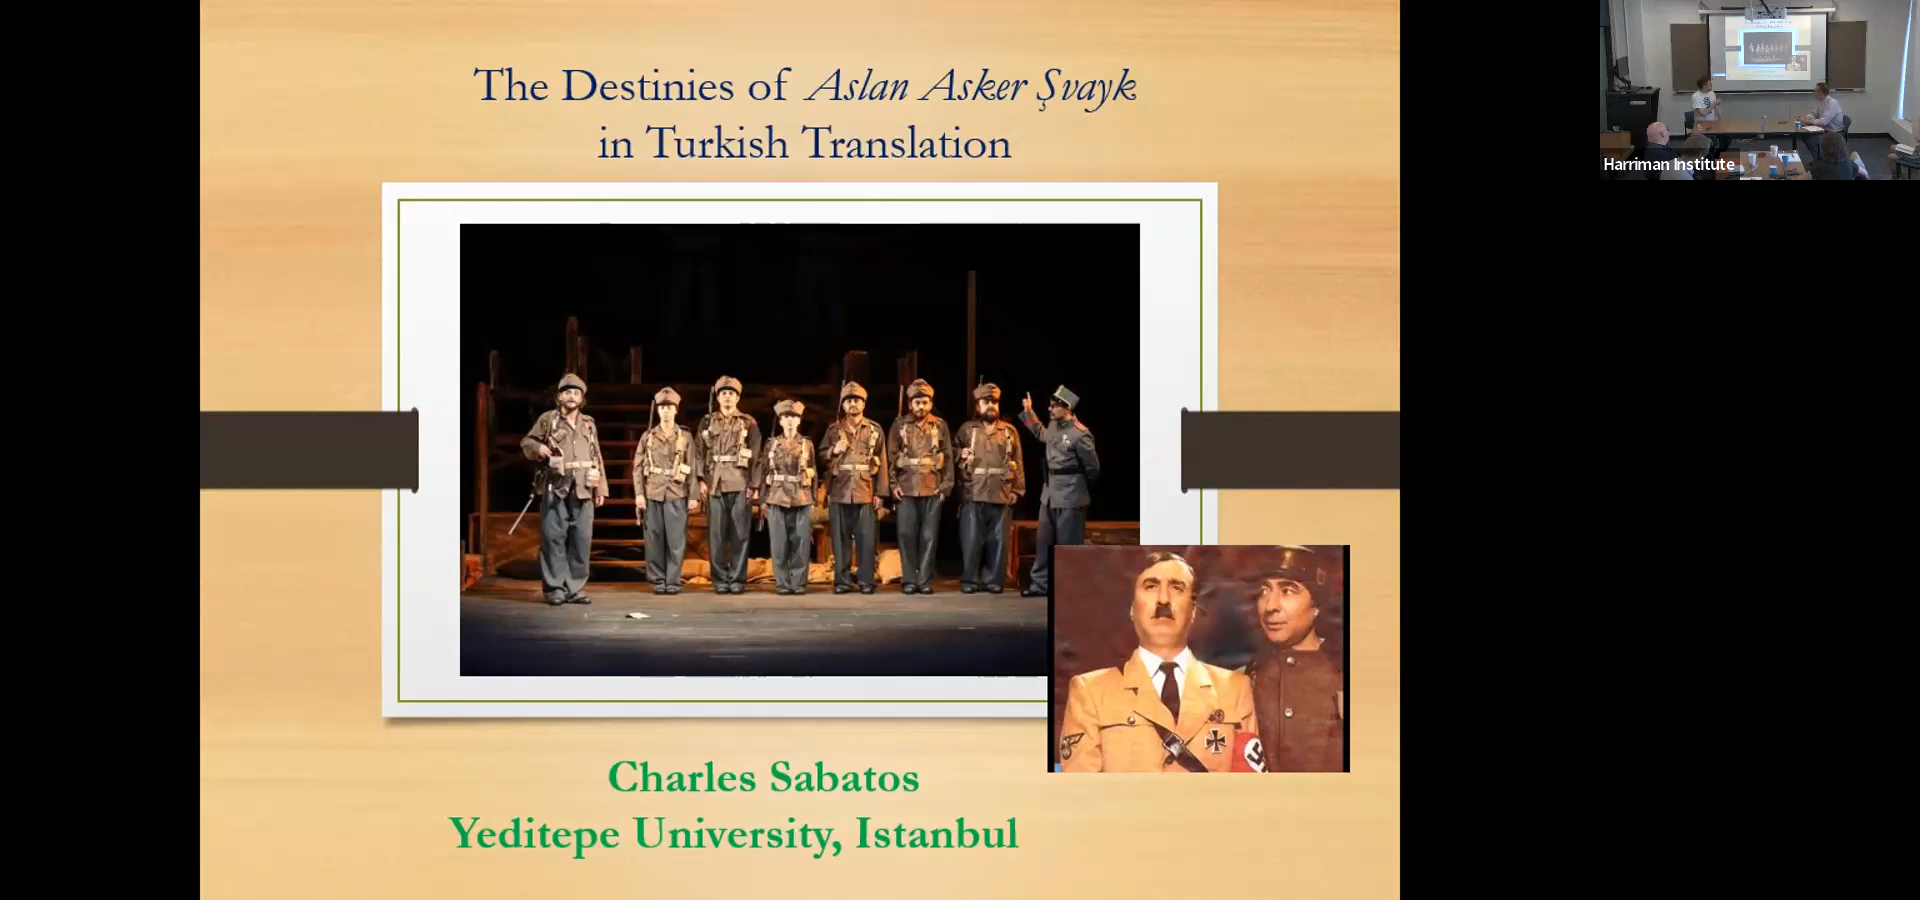 The Destinies of Aslan Asker Şvayk
in Turkish Translation
Charles Sabatos
Yeditepe University, Istanbul
Harriman Institute